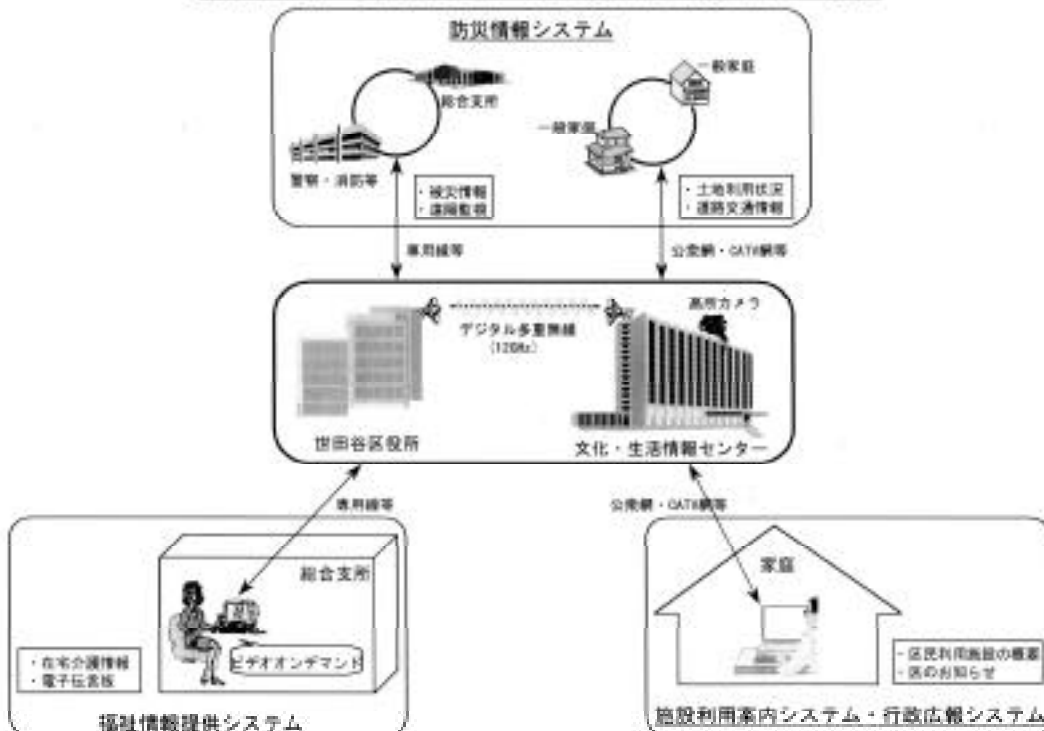 防災情報システム
総合支所
一般家庭
一般家庭
警察・消防等
・被災情報
・遠隔監視
・土地利用状況
・道路交通情報
専用線等
公衆網・CATV網等
高所カメラ
デジタル多重無線
(12GHz)
世田谷区役所
文化・生活情報センター
専用線等
公衆網・CATV網等
総合支所
ビデオオンデマンド
・在宅介護情報
・電子伝言板
福祉情報提供システム
家庭
・区民利用施設の概要
・区のお知らせ
施設利用案内システム・行政広報システム